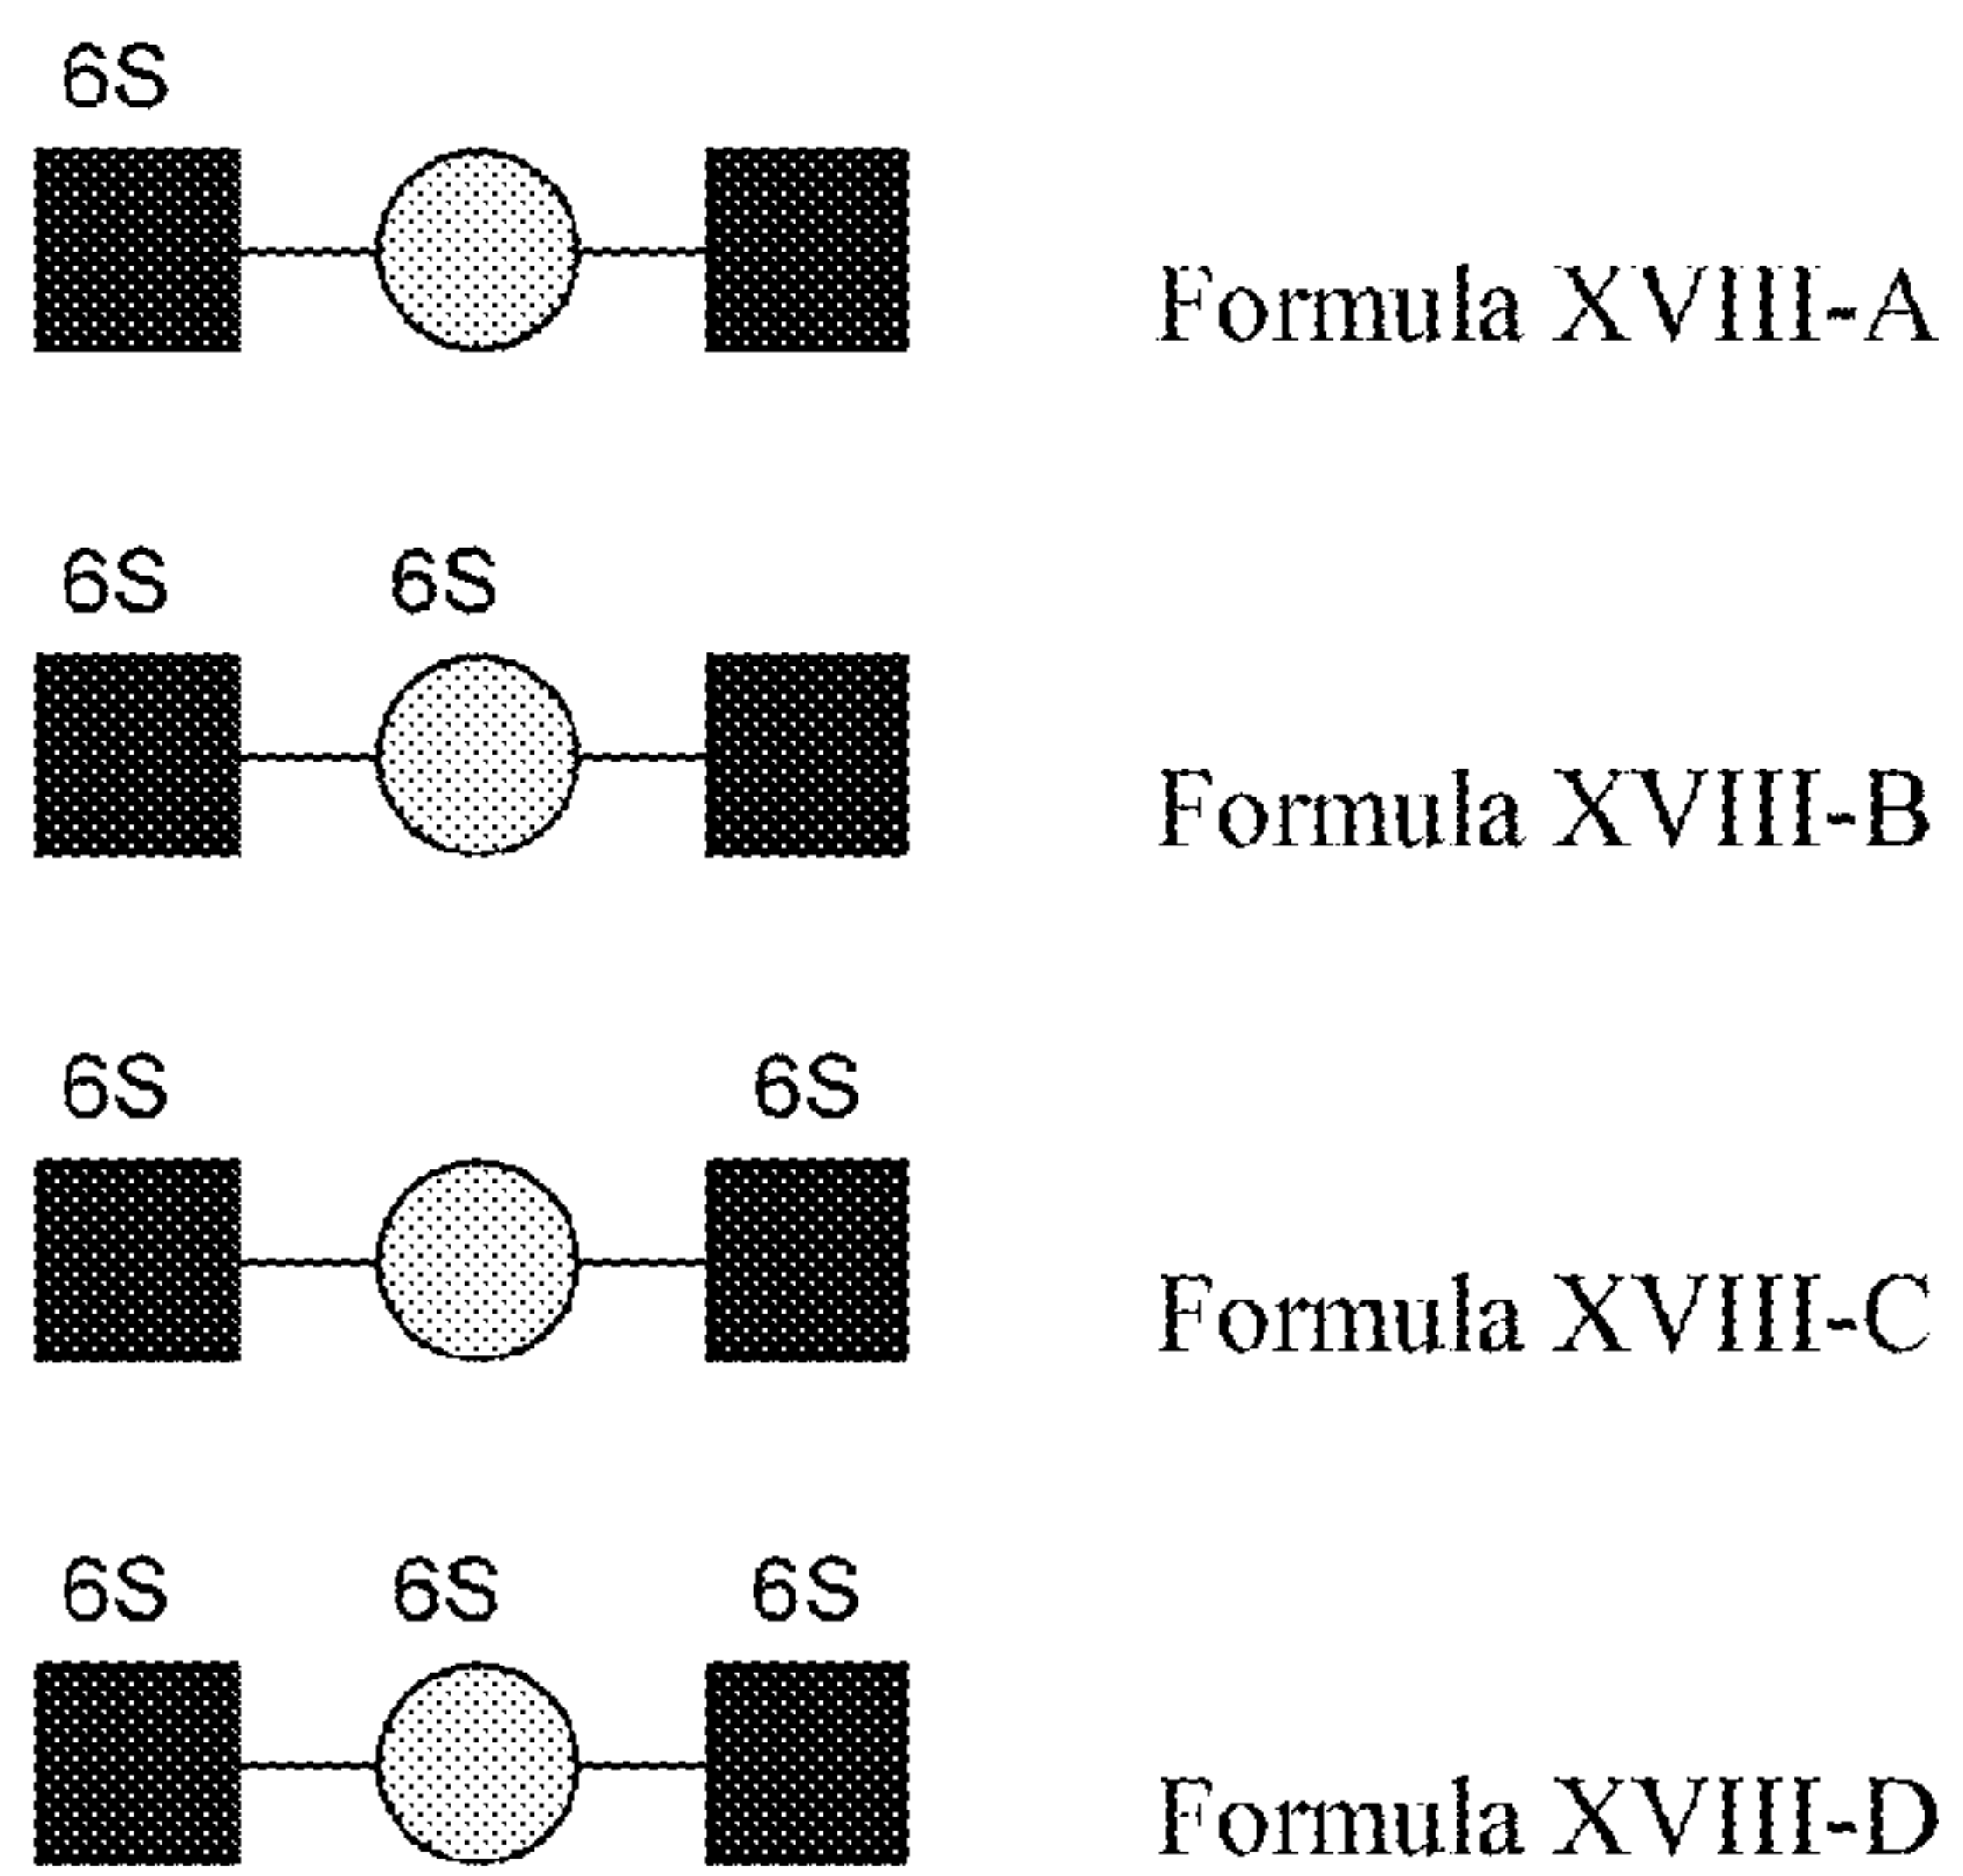 6S
Formula XVIII-A
6S 6S
Formula XVIII-B
6S 6S
Formula XVIII-C
6S 6S 6S
Formula XVIII-D